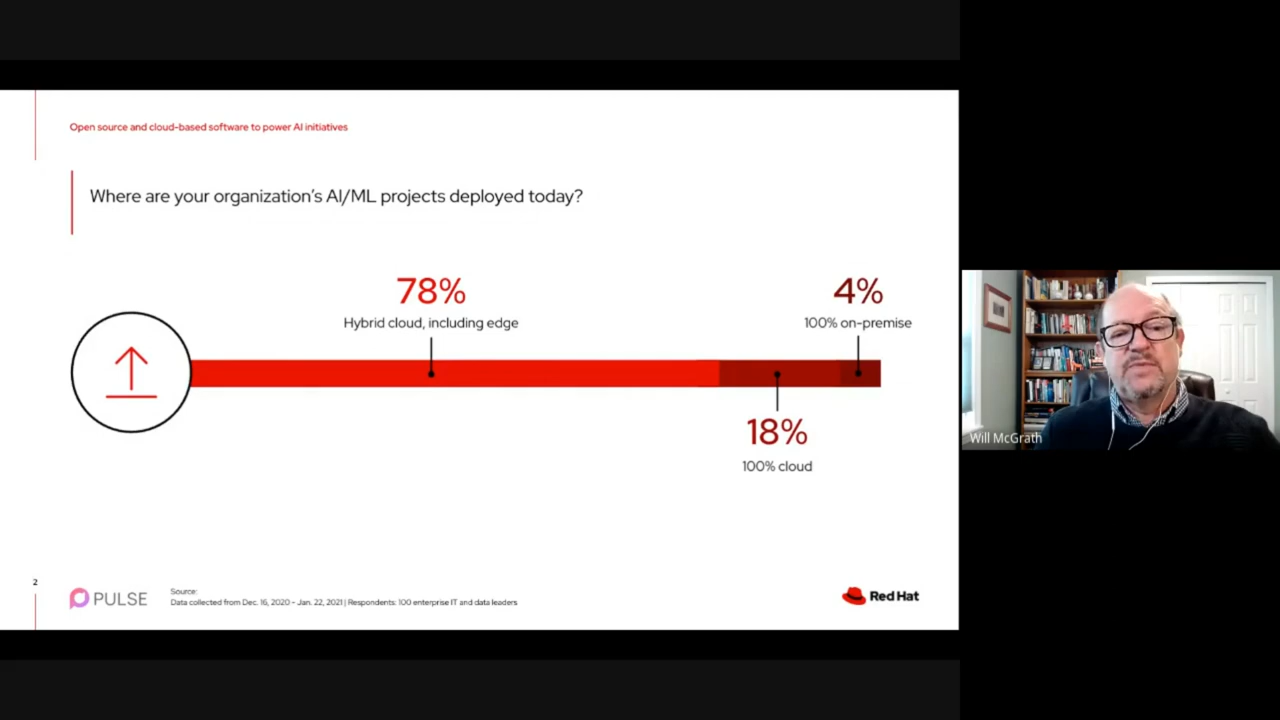 Open source and cloud-based software to power AI initiatives
Where are your organization's AI/ML projects deployed today?
78%
Hybrid cloud, including edge
4%
100% on-premise
18%
100% cloud
2
PULSE
Source:
Data collected from Dec. 16, 2020 - Jan. 22, 2021 | Respondents: 100 enterprise IT and data leaders
Red Hat
Will McGrath